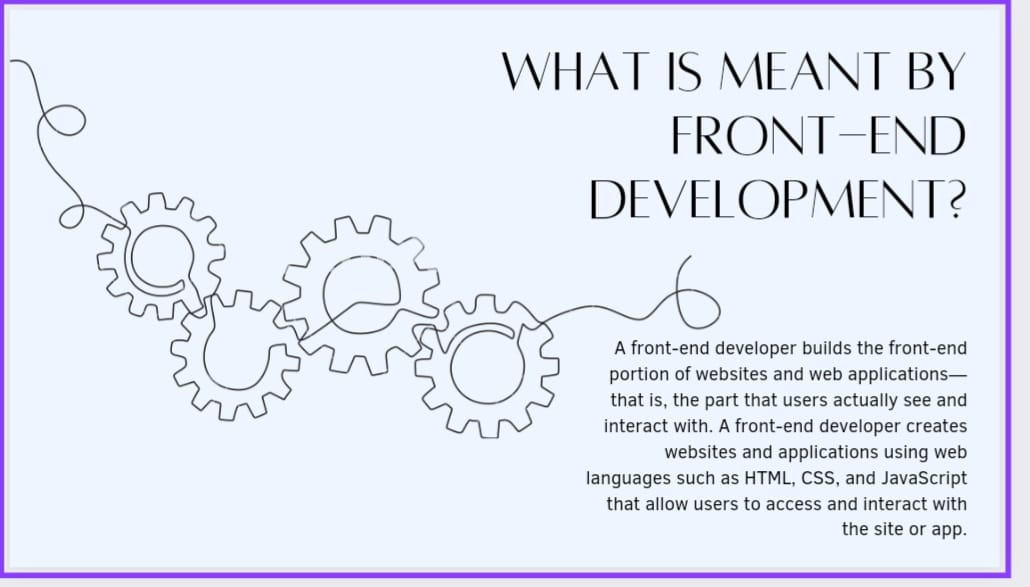 WHAT IS MEANT BY
FRONT-END
DEVELOPMENT?
A front-end developer builds the front-end
portion of websites and web applications—
that is, the part that users actually see and
interact with. A front-end developer creates
websites and applications using web
languages such as HTML, CSS, and JavaScript
that allow users to access and interact with
the site or app.